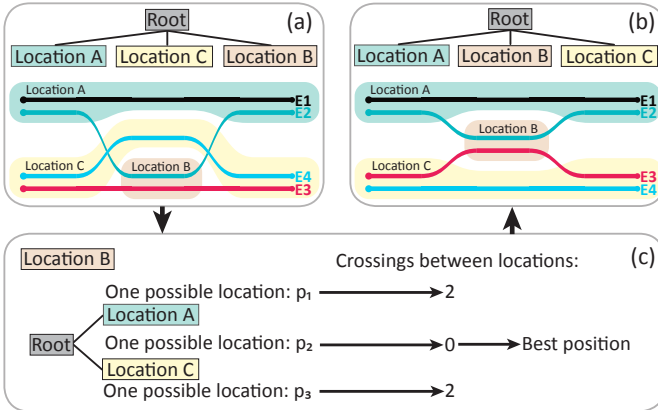 Root
(a)
Location A
Location C
Location B
Location A
E1
E2
Location C
Location B
E4
E3
Root
(b)
Location A
Location B
Location C
Location A
E1
E2
Location B
Location C
E3
E4
Location B
Crossings between locations:
(c)
One possible location: p₁
2
Location A
Root
One possible location: p₂
0
Best position
Location C
One possible location: p₃
2